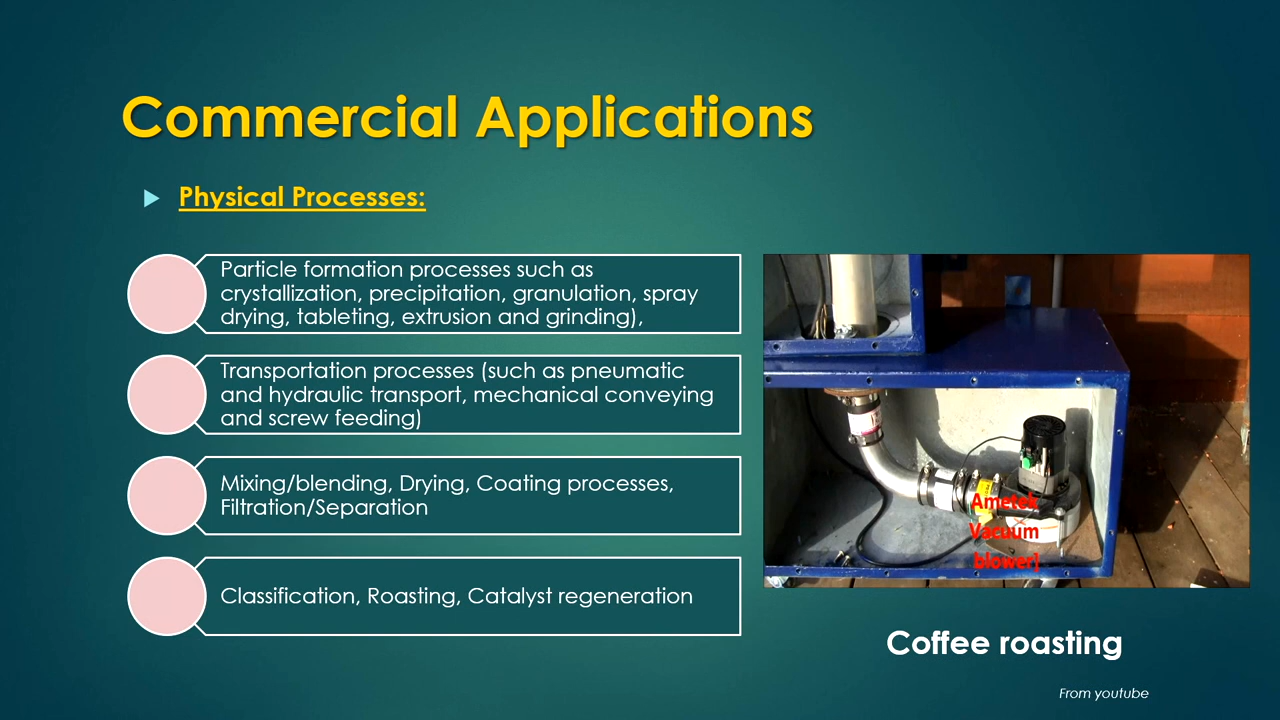 Commercial Applications
Physical Processes:
Particle formation processes such as
crystallization, precipitation, granulation, spray
drying, tableting, extrusion and grinding),
Transportation processes (such as pneumatic
and hydraulic transport, mechanical conveying
and screw feeding)
Mixing/blending, Drying, Coating processes,
Filtration/Separation
Classification, Roasting, Catalyst regeneration
Ametek
Vacuum
blower!
Coffee roasting
From youtube